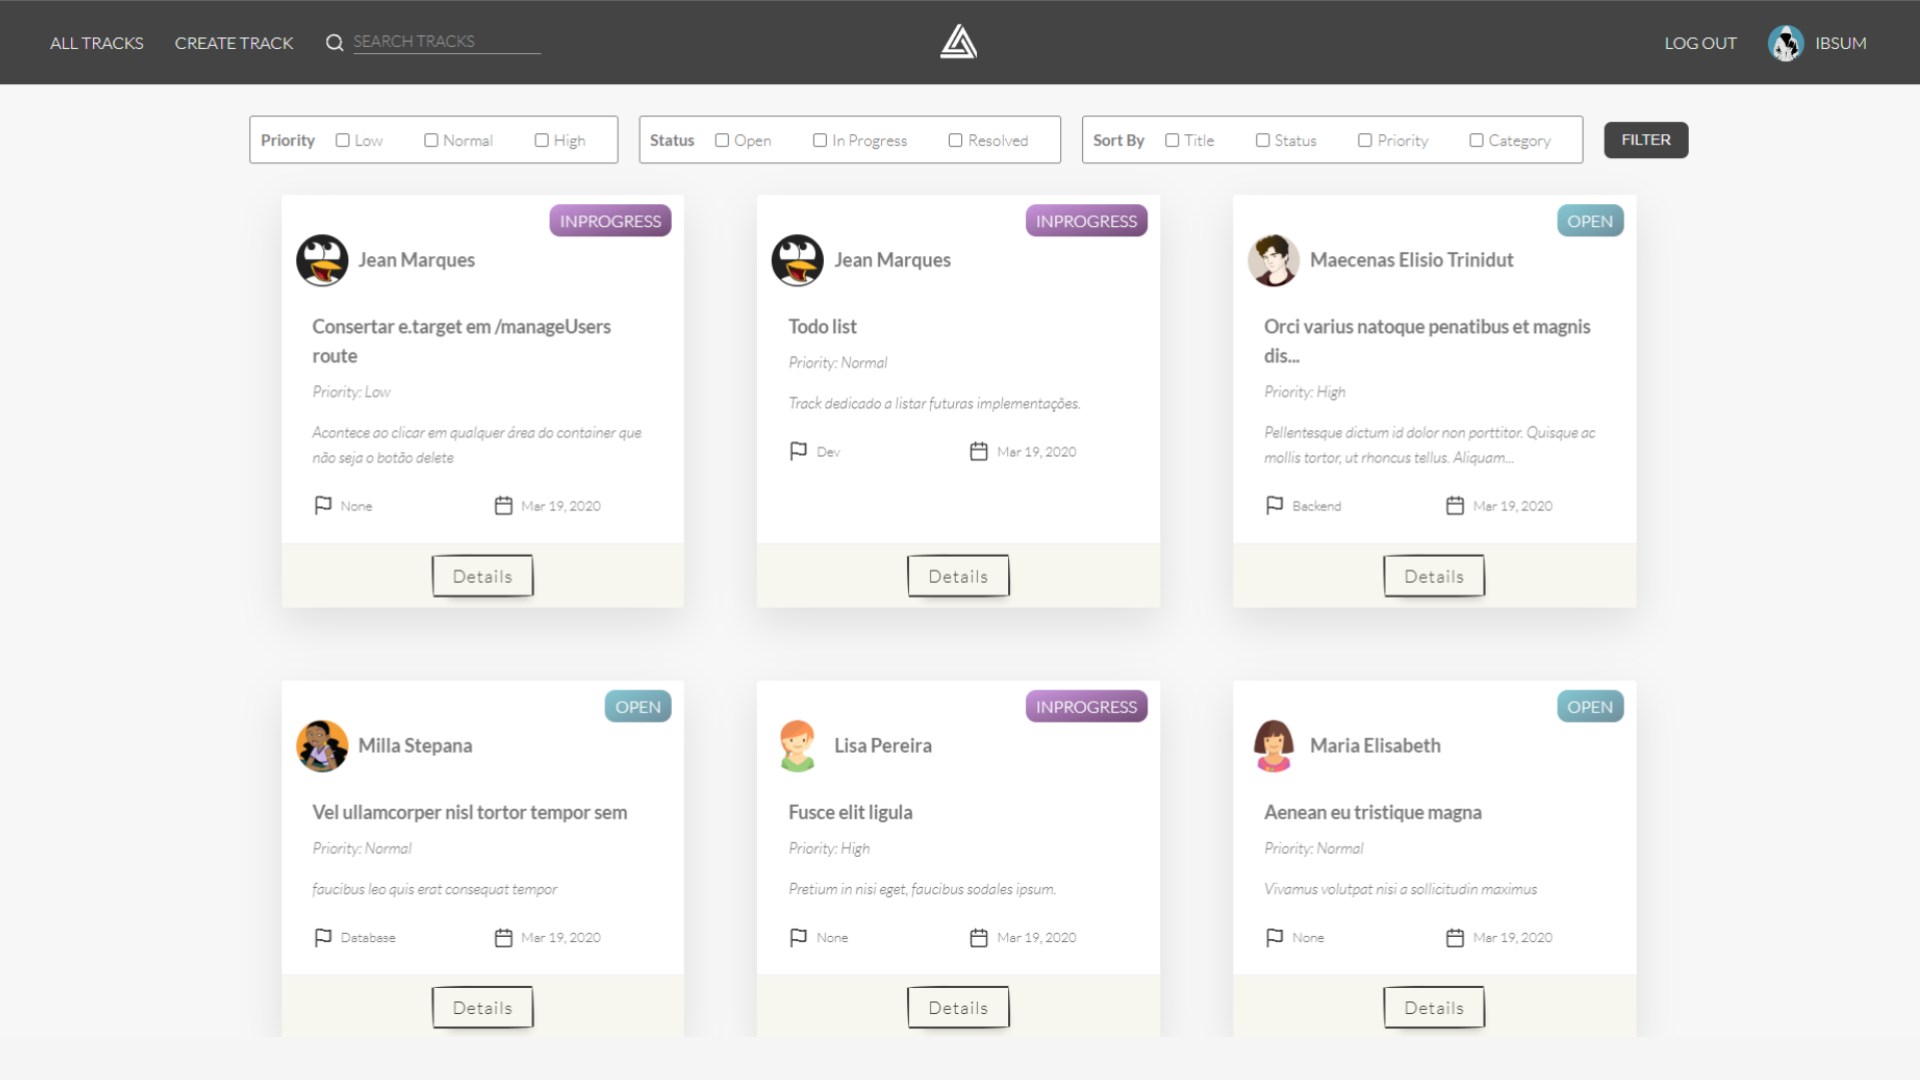 ALL TRACKS CREATE TRACK SEARCH TRACKS LOG OUT IBSUM
Priority Low Normal High Status Open In Progress Resolved Sort By Title Status Priority Category FILTER
INPROGRESS
Jean Marques
Consertar e.target em /manageUsers
route
Priority: Low
Acontece ao clicar em qualquer área do container que
não seja o botão delete
None Mar 19, 2020
Details
INPROGRESS
Jean Marques
Todo list
Priority: Normal
Track dedicado a listar futuras implementações.
Dev Mar 19, 2020
Details
OPEN
Maecenas Elisio Trinidut
Orci varius natoque penatibus et magnis
dis...
Priority: High
Pellentesque dictum id dolor non porttitor. Quisque ac
mollis tortor, ut rhoncus tellus. Aliquam...
Backend Mar 19, 2020
Details
OPEN
Milla Stepana
Vel ullamcorper nisl tortor tempor sem
Priority: Normal
faucibus leo quis erat consequat tempor
Database Mar 19, 2020
Details
INPROGRESS
Lisa Pereira
Fusce elit ligula
Priority: High
Pretium in nisi eget, faucibus sodales ipsum.
None Mar 19, 2020
Details
OPEN
Maria Elisabeth
Aenean eu tristique magna
Priority: Normal
Vivamus volutpat nisi a sollicitudin maximus
None Mar 19, 2020
Details